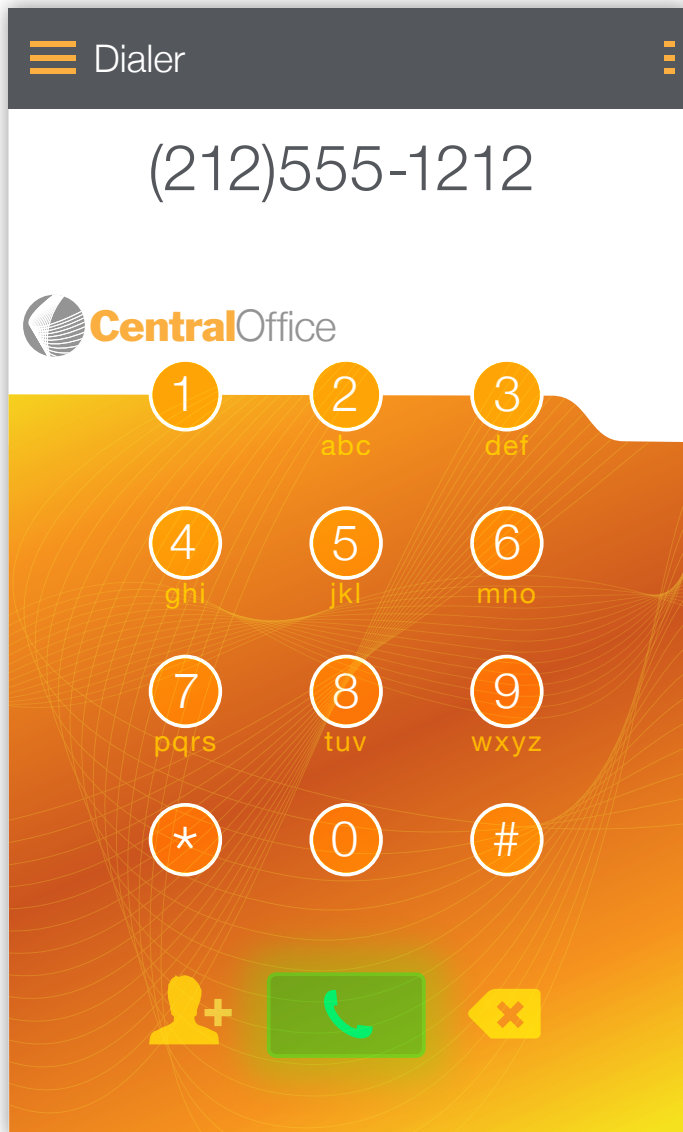 Dialer
(212)555-1212
CentralOffice
1 2 3
abc def
4 5 6
ghi jkl mno
7 8 9
pqrs tuv wxyz
* 0 #